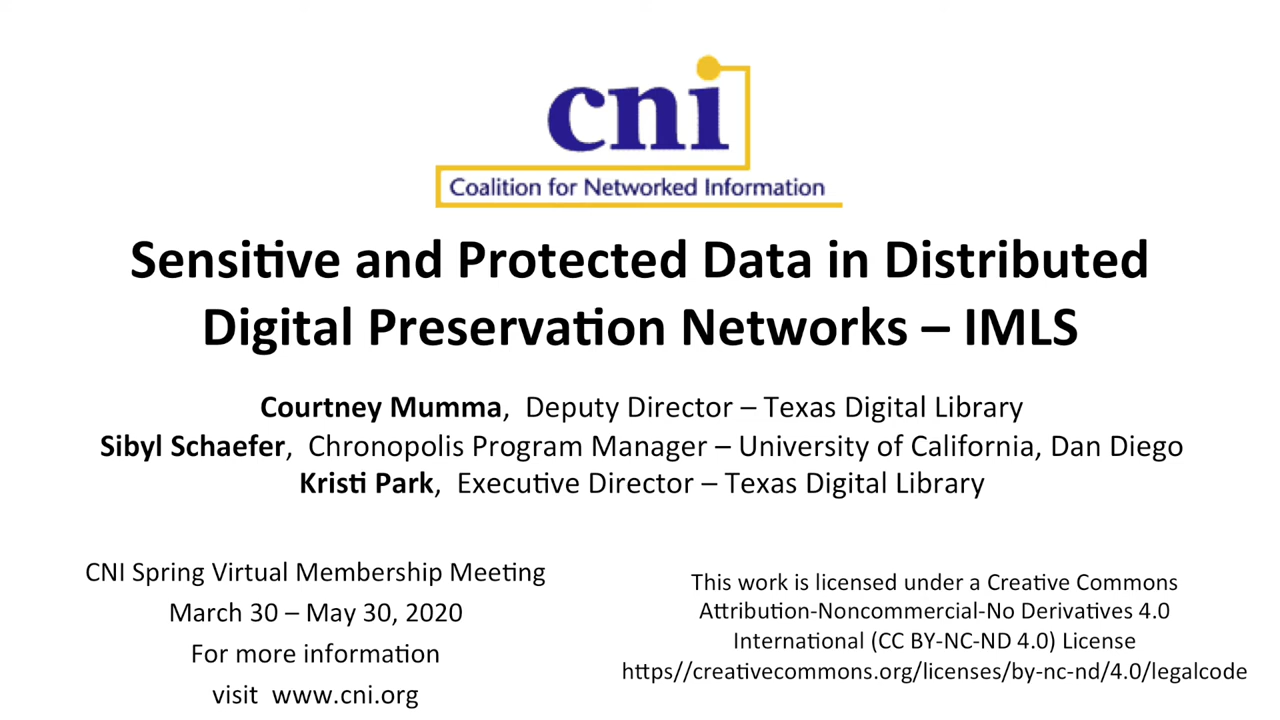 cni
Coalition for Networked Information
Sensitive and Protected Data in Distributed
Digital Preservation Networks – IMLS
Courtney Mumma, Deputy Director – Texas Digital Library
Sibyl Schaefer, Chronopolis Program Manager – University of California, Dan Diego
Kristi Park, Executive Director – Texas Digital Library
CNI Spring Virtual Membership Meeting
March 30 – May 30, 2020
For more information
visit www.cni.org
This work is licensed under a Creative Commons
Attribution-Noncommercial-No Derivatives 4.0
International (CC BY-NC-ND 4.0) License
https//creativecommons.org/licenses/by-nc-nd/4.0/legalcode